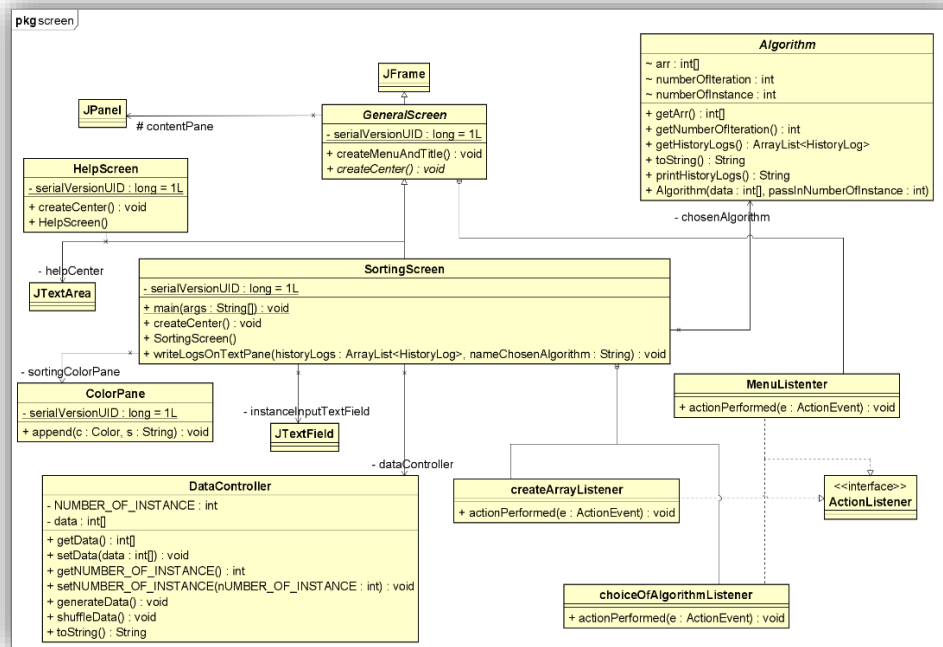 pkg screen
JFrame
JPanel
# contentPane
GeneralScreen
- serialVersionUID : long = 1L
+ createMenuAndTitle() : void
+ createCenter() : void
Algorithm
~ arr : int[]
~ numberOfIteration : int
~ numberOfInstance : int
+ getArr() : int[]
+ getNumberOfIteration() : int
+ getHistoryLogs() : ArrayList<HistoryLog>
+ toString() : String
+ printHistoryLogs() : String
+ Algorithm(data : int[], passInNumberOfInstance : int)
HelpScreen
- serialVersionUID : long = 1L
+ createCenter() : void
+ HelpScreen()
- chosenAlgorithm
- helpCenter
JTextArea
SortingScreen
- serialVersionUID : long = 1L
+ main(args : String[]) : void
+ createCenter() : void
+ SortingScreen()
+ writeLogsOnTextPane(historyLogs : ArrayList<HistoryLog>, nameChosenAlgorithm : String) : void
- sortingColorPane
ColorPane
- serialVersionUID : long = 1L
+ append(c : Color, s : String) : void
- instanceInputTextField
JTextField
- dataController
MenuListenter
+ actionPerformed(e : ActionEvent) : void
DataController
- NUMBER_OF_INSTANCE : int
- data : int[]
+ getData() : int[]
+ setData(data : int[]) : void
+ getNUMBER_OF_INSTANCE() : int
+ setNUMBER_OF_INSTANCE(nUMBER_OF_INSTANCE : int) : void
+ generateData() : void
+ shuffleData() : void
+ toString() : String
createArrayListener
+ actionPerformed(e : ActionEvent) : void
<<interface>>
ActionListener
choiceOfAlgorithmListener
+ actionPerformed(e : ActionEvent) : void